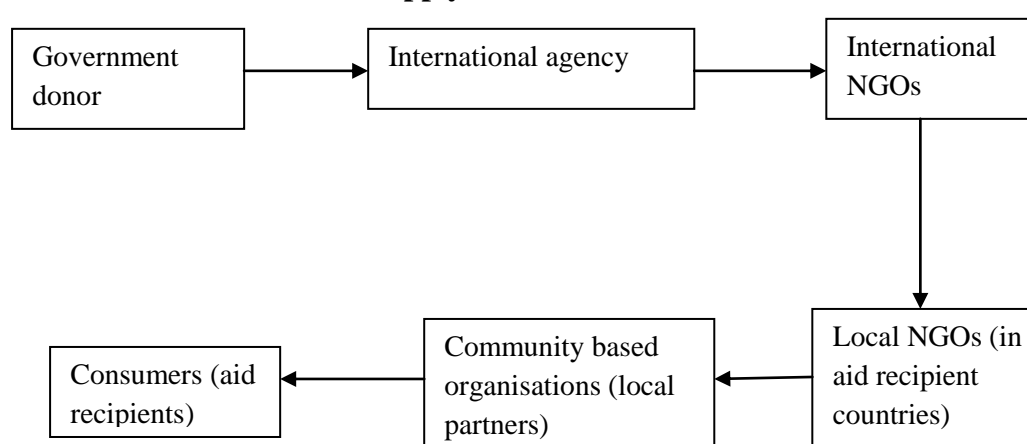 Government
donor
International agency
International
NGOs
Local NGOs (in
aid recipient
countries)
Community based
organisations (local
partners)
Consumers (aid
recipients)